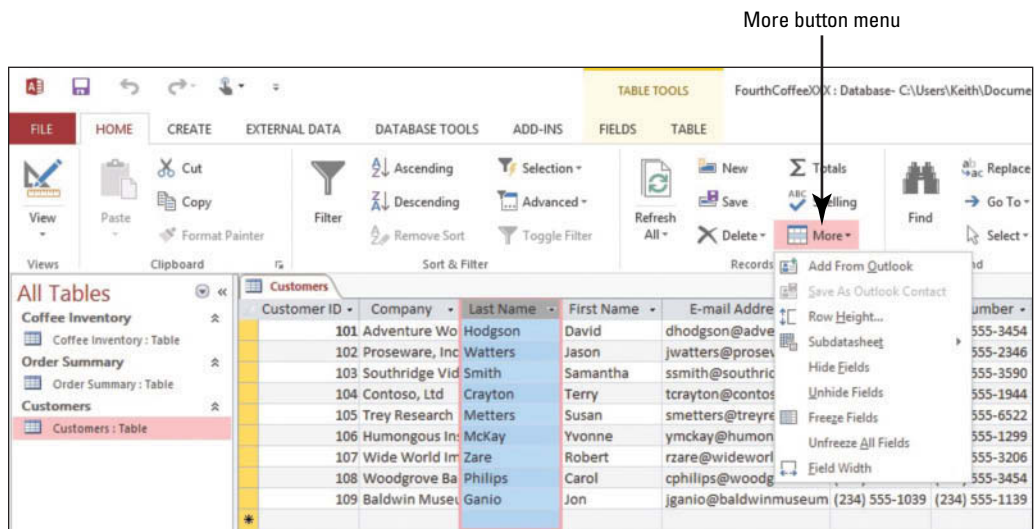 More button menu
TABLE TOOLS FourthCoffeeXXX : Database- C:\Users\Keith\Docume
FILE HOME CREATE EXTERNAL DATA DATABASE TOOLS ADD-INS FIELDS TABLE
View
Views
Paste
Cut
Copy
Format Painter
Clipboard
Filter
Ascending
Descending
Remove Sort
Selection
Advanced
Toggle Filter
Sort & Filter
Refresh
All
New
Save
Delete
Totals
Spelling
More
Records
Find
Replace
Go To
Select
nd
Add From Outlook
Save As Outlook Contact
Row Height...
Subdatasheet
Hide Fields
Unhide Fields
Freeze Fields
Unfreeze All Fields
Field Width
All Tables
Coffee Inventory
Coffee Inventory : Table
Order Summary
Order Summary : Table
Customers
Customers : Table
Customers
Customer ID Company Last Name First Name E-mail Addre umber
101 Adventure Wo Hodgson David dhodgson@adve 555-3454
102 Proseware, Inc Watters Jason jwatters@prosev 555-2346
103 Southridge Vid Smith Samantha ssmith@southric 555-3590
104 Contoso, Ltd Crayton Terry tcrayton@contos 555-1944
105 Trey Research Metters Susan smetters@treyre 555-6522
106 Humongous In: McKay Yvonne ymckay@humon 555-1299
107 Wide World Im Zare Robert rzare@wideworl 555-3206
108 Woodgrove Ba Philips Carol cphilips@woodg 555-3454
109 Baldwin Museu Ganio Jon jganio@baldwinmuseum (234) 555-1039 (234) 555-1139